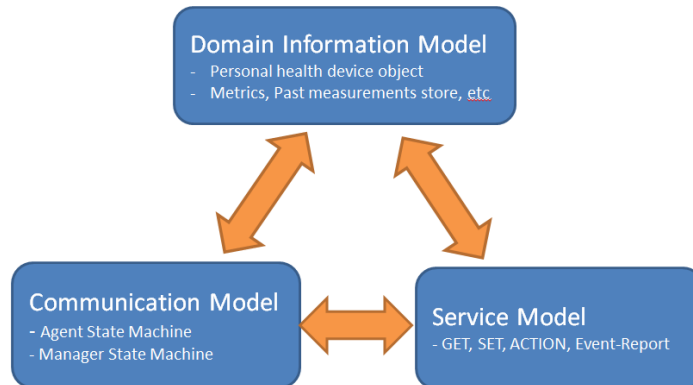 Domain Information Model
- Personal health device object
- Metrics, Past measurements store, etc
Communication Model
- Agent State Machine
- Manager State Machine
Service Model
- GET, SET, ACTION, Event-Report